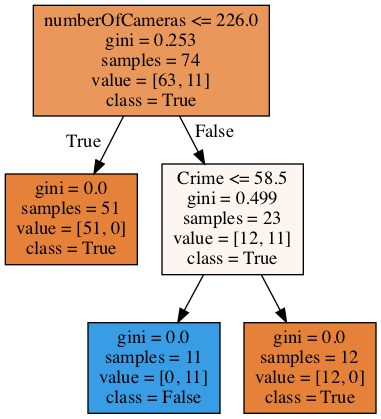 numberOfCameras <= 226.0
gini = 0.253
samples = 74
value = [63, 11]
class = True
True
False
gini = 0.0
samples = 51
value = [51, 0]
class = True
Crime <= 58.5
gini = 0.499
samples = 23
value = [12, 11]
class = True
gini = 0.0
samples = 11
value = [0, 11]
class = False
gini = 0.0
samples = 12
value = [12, 0]
class = True